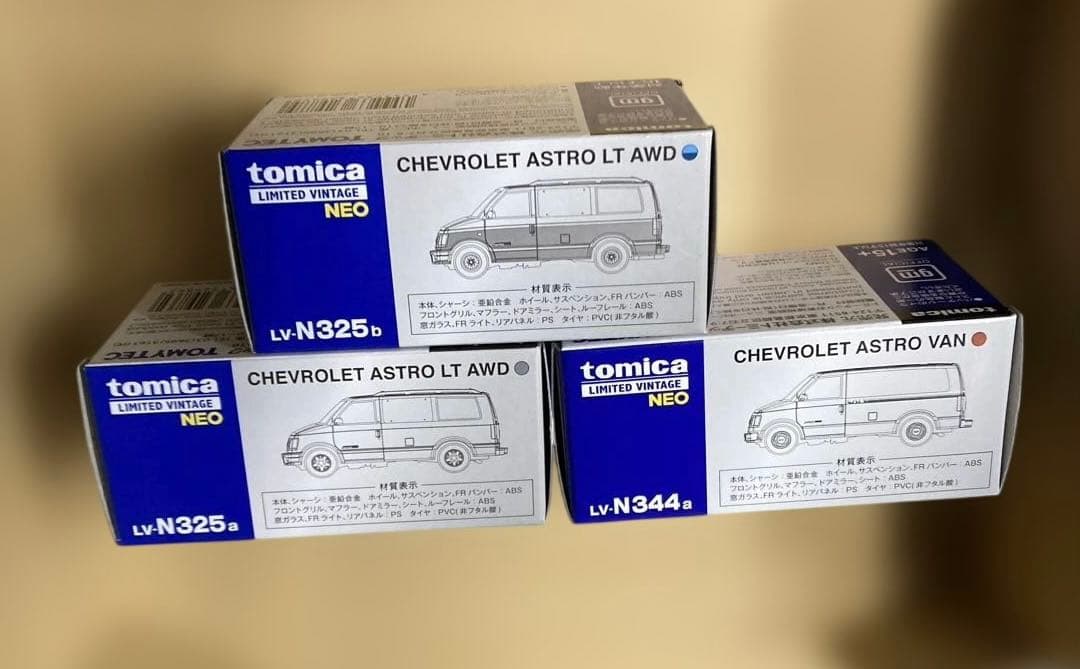 TOMYTEC
gm
tomica
LIMITED VINTAGE
NEO
CHEVROLET ASTRO LT AWD
材質表示
本体、シャーシ:亜鉛合金 ホイール、サスペンション、FRバンパー:ABS
フロントグリル、マフラー、ドアミラー、シート、ルーフレール:ABS
窓ガラス、FRライト、リアパネル:PS タイヤ:PVC(非フタル酸)
LV-N325b
TOMYTEC
tomica
LIMITED VINTAGE
NEO
CHEVROLET ASTRO LT AWD
材質表示
本体、シャーシ:亜鉛合金 ホイール、サスペンション、FRバンパー:ABS
フロントグリル、マフラー、ドアミラー、シート、ルーフレール:ABS
窓ガラス、FRライト、リアパネル:PS タイヤ:PVC(非フタル酸)
LV-N325a
AGE15+
gm
OFFICIAL
tomica
tomica
LIMITED VINTAGE
NEO
CHEVROLET ASTRO VAN
材質表示
本体、シャーシ:亜鉛合金 ホイール、サスペンション、FRバンパー:ABS
フロントグリル、マフラー、ドアミラー、シート:ABS
窓ガラス、FRライト、リアパネル:PS タイヤ:PVC(非フタル酸)
LV-N344a